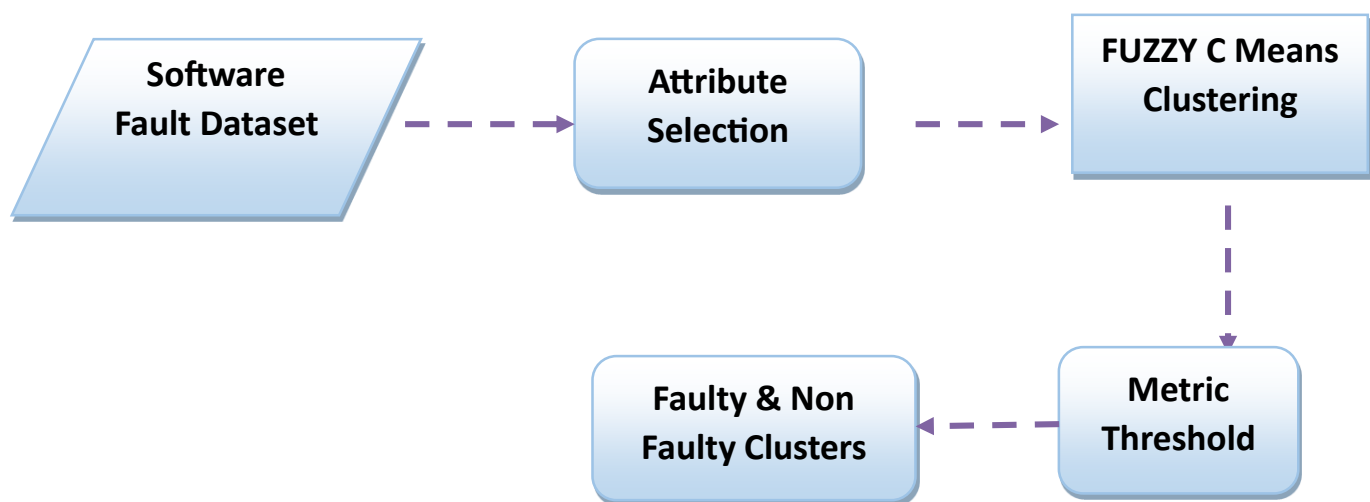 Software
Fault Dataset
Attribute
Selection
FUZZY C Means
Clustering
Metric
Threshold
Faulty & Non
Faulty Clusters